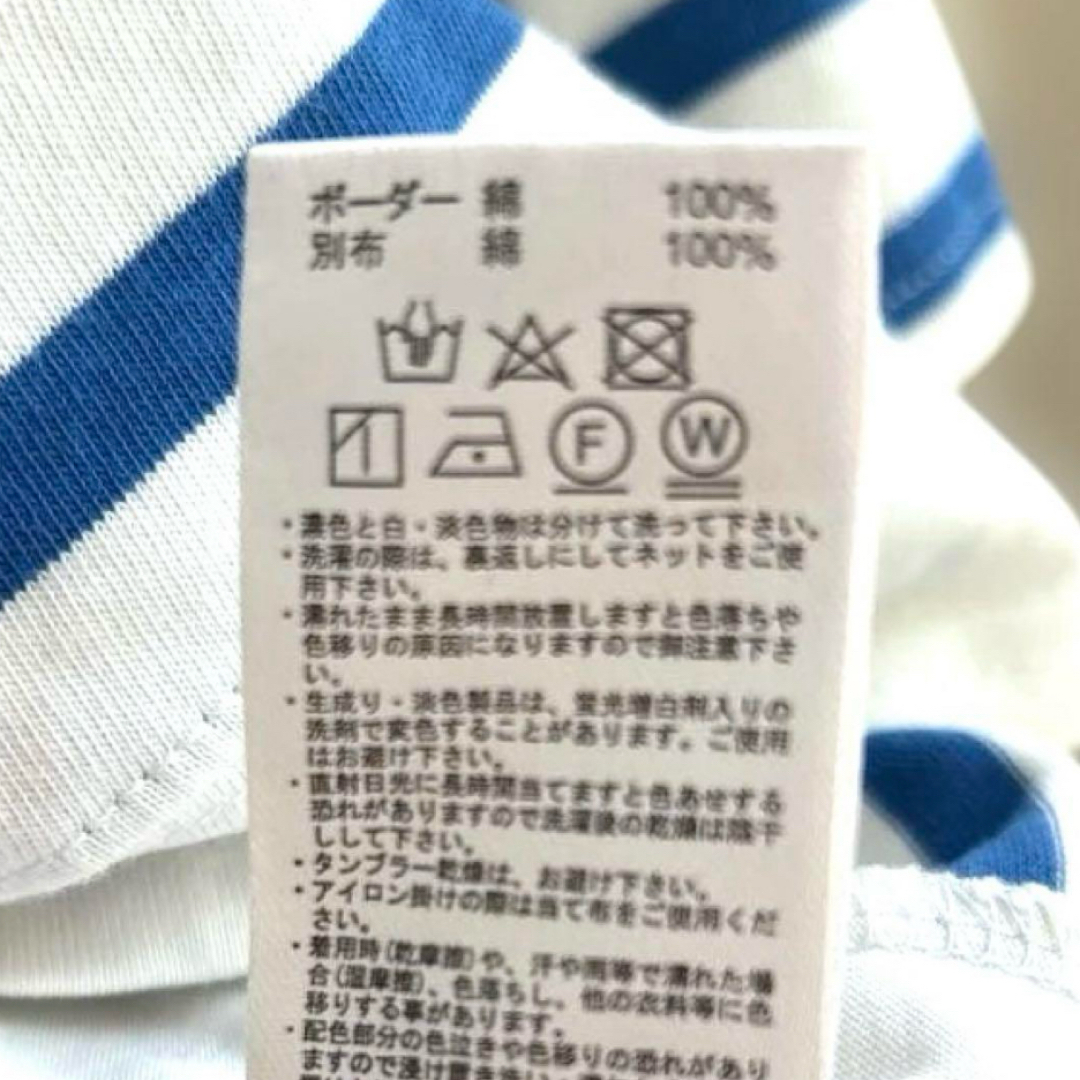 ボーダー 綿 100%
別布 綿 100%
F W
・濃色と白・淡色物は分けて洗って下さい。
・洗濯の際は、裏返しにしてネットをご使
用下さい。
・濡れたまま長時間放置しますと色落ちや
色移りの原因になりますので御注意下さ
い。
・生成り・淡色製品は、蛍光増白剤入りの
洗剤で変色することがあります。ご使用
はお避け下さい。
・直射日光に長時間当てますと色あせする
恐れがありますので洗濯後の乾燥は陰干
しして下さい。
・タンブラー乾燥は、お避け下さい。
・アイロン掛けの際は当て布をご使用くだ
さい。
・着用時(乾摩擦)や、汗や雨等で濡れた場
合(湿摩擦)、色落ちし、他の衣料等に色
移りする事があります。
・配色部分の色泣きや色移りの恐れがあり
ますので浸け置き洗い